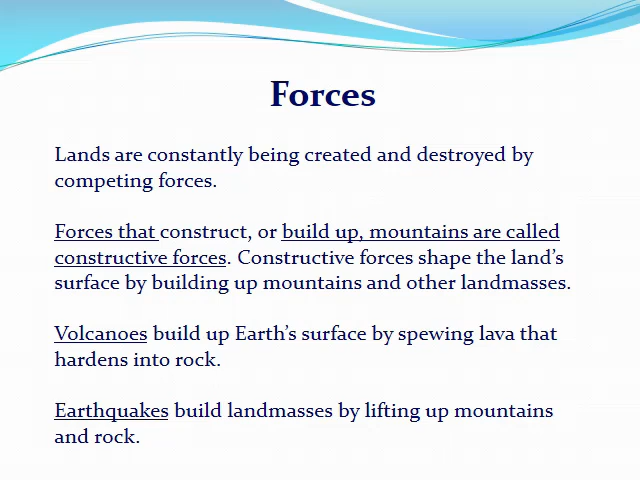 Forces
Lands are constantly being created and destroyed by
competing forces.
Forces that construct, or build up, mountains are called
constructive forces. Constructive forces shape the land’s
surface by building up mountains and other landmasses.
Volcanoes build up Earth’s surface by spewing lava that
hardens into rock.
Earthquakes build landmasses by lifting up mountains
and rock.